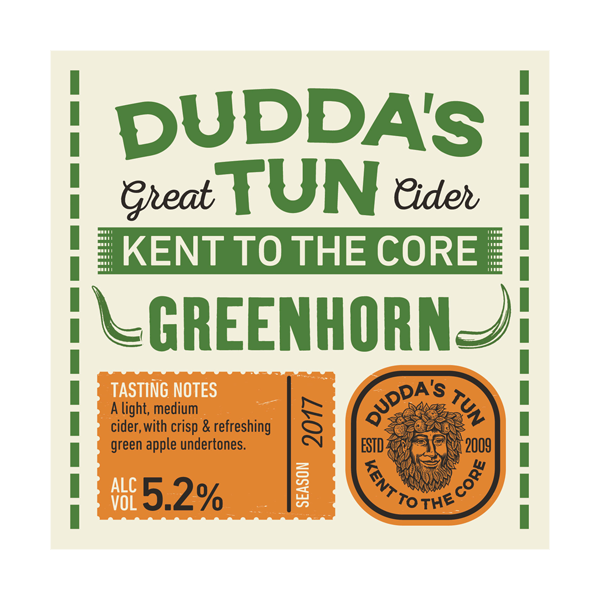 DUDDA'S
Great TUN Cider
KENT TO THE CORE
GREENHORN
TASTING NOTES
A light, medium
cider, with crisp & refreshing
green apple undertones.
ALC
VOL 5.2%
SEASON 2017
DUDDA'S TUN
ESTD 2009
KENT TO THE CORE